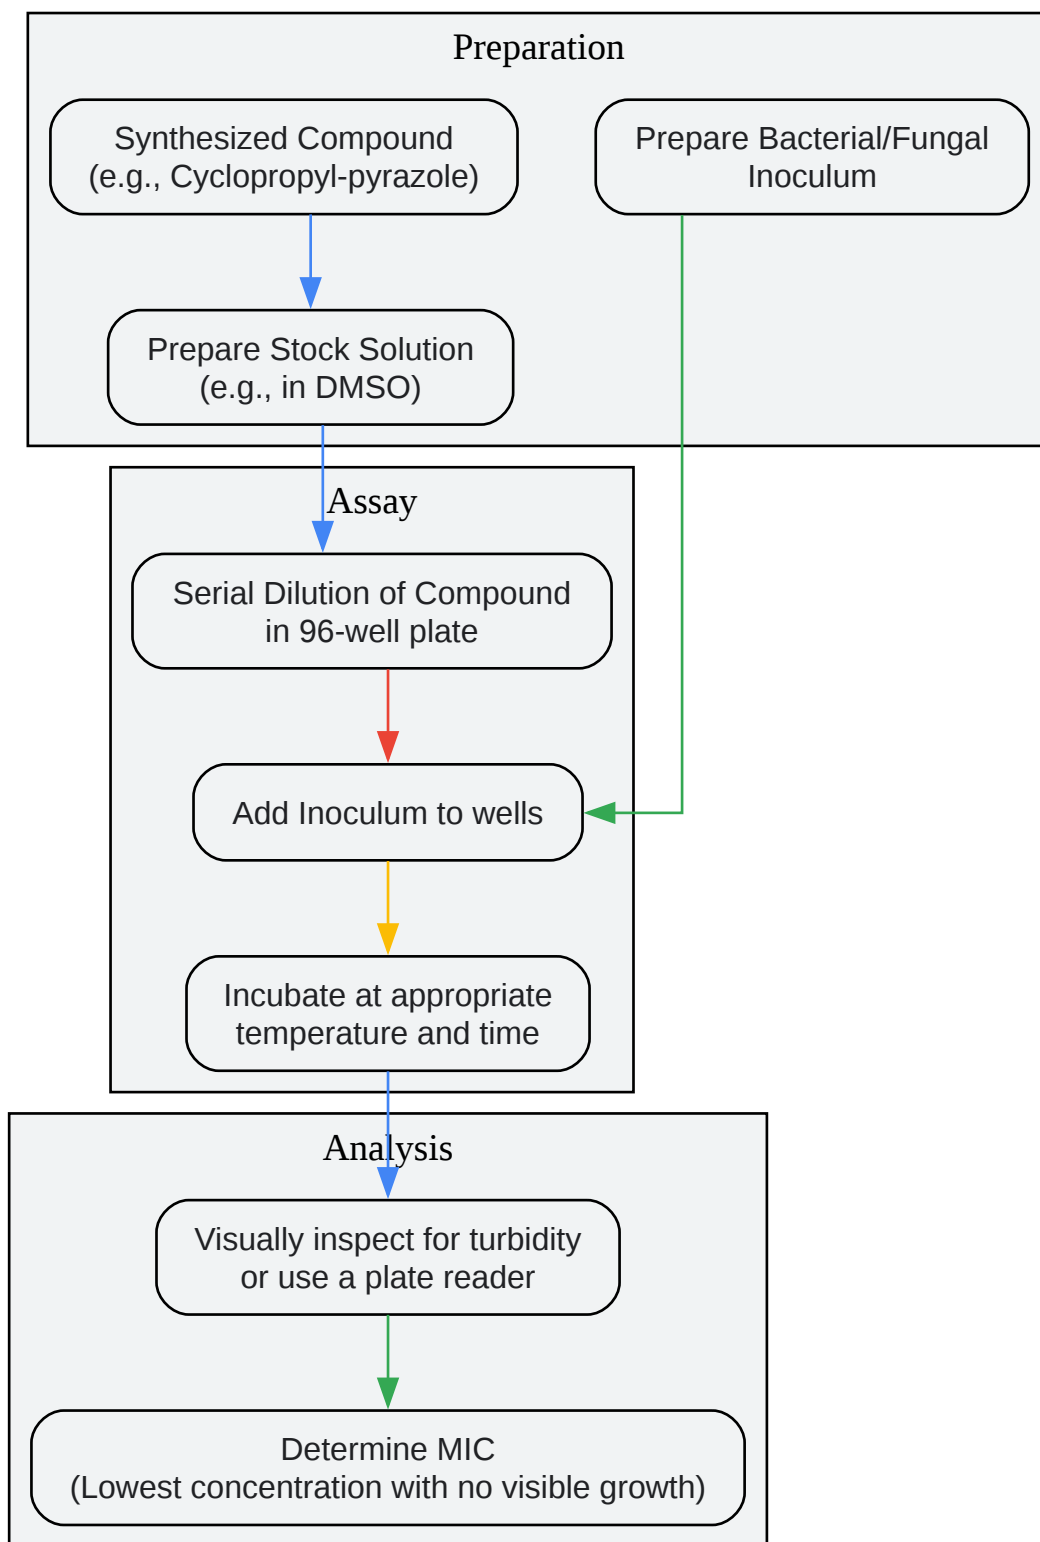 Preparation
Synthesized Compound
(e.g., Cyclopropyl-pyrazole)
Prepare Bacterial/Fungal
Inoculum
Prepare Stock Solution
(e.g., in DMSO)
Assay
Serial Dilution of Compound
in 96-well plate
Add Inoculum to wells
Incubate at appropriate
temperature and time
Analysis
Visually inspect for turbidity
or use a plate reader
Determine MIC
(Lowest concentration with no visible growth)